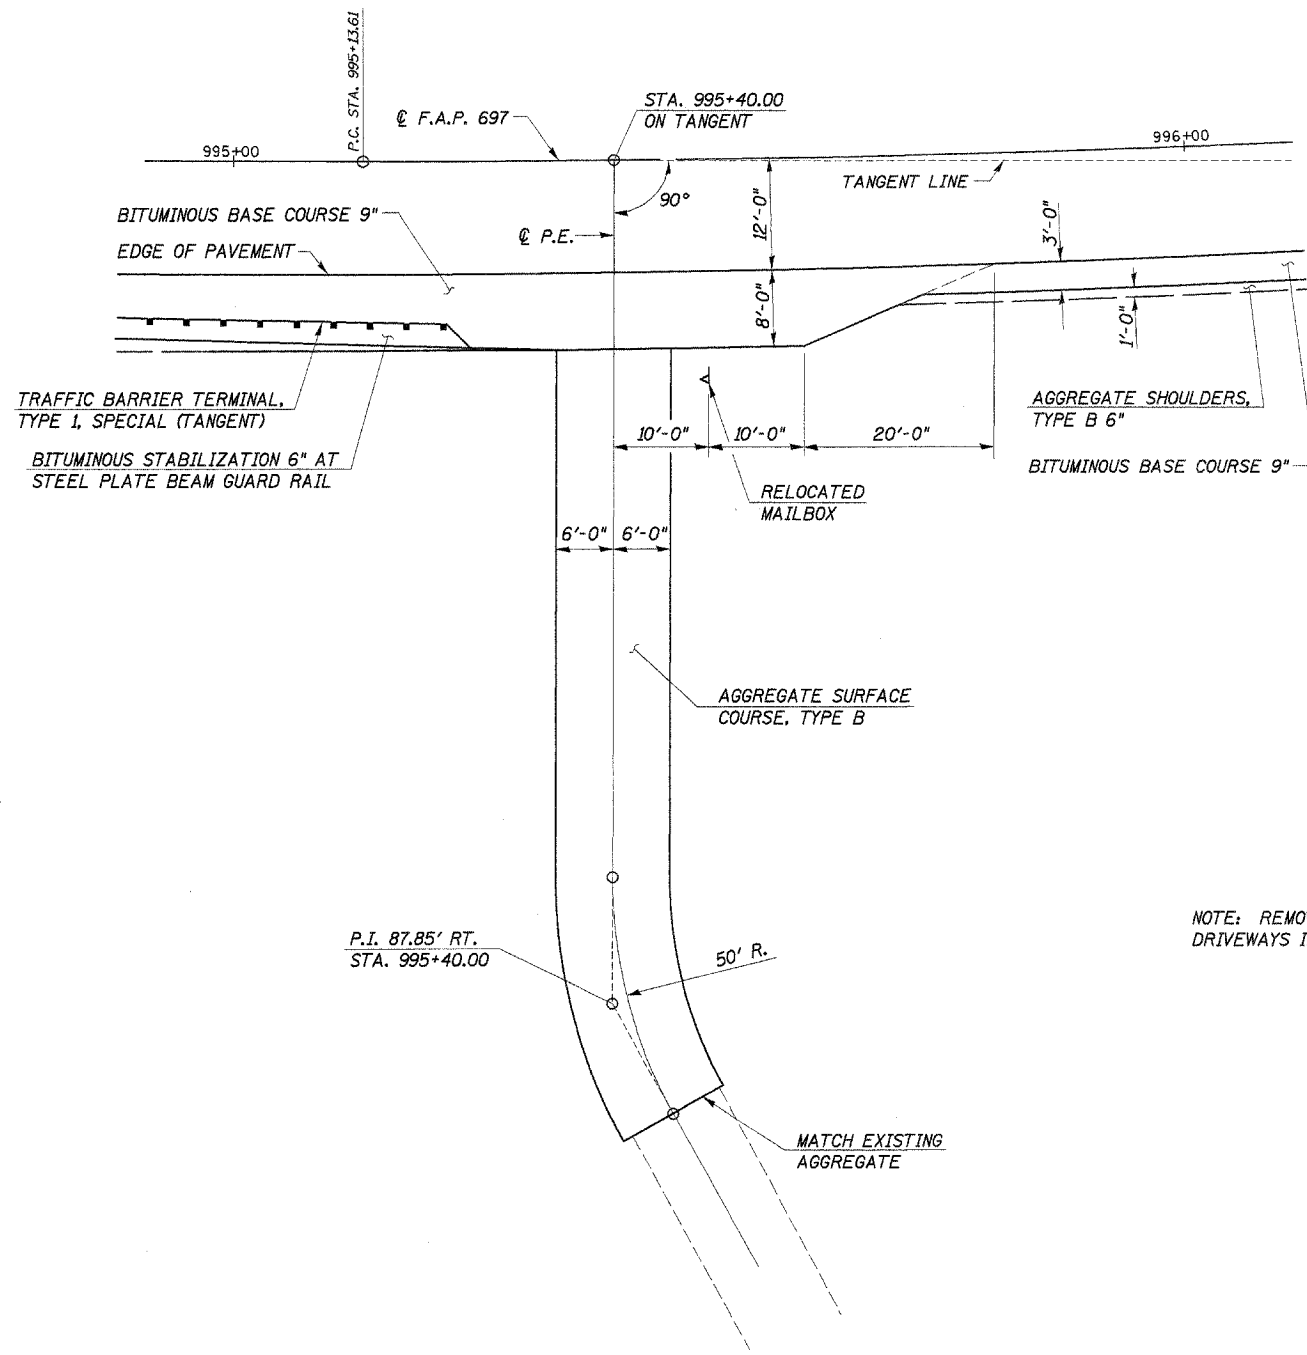 P.C. STA. 995+13.61
STA. 995+40.00
ON TANGENT
℄ F.A.P. 697
995+00
996+00
TANGENT LINE
90°
12'-0"
3'-0"
BITUMINOUS BASE COURSE 9"
℄ P.E.
EDGE OF PAVEMENT
8'-0"
1'-0"
TRAFFIC BARRIER TERMINAL,
TYPE 1, SPECIAL (TANGENT)
AGGREGATE SHOULDERS,
TYPE B 6"
10'-0"
10'-0"
20'-0"
BITUMINOUS STABILIZATION 6" AT
STEEL PLATE BEAM GUARD RAIL
BITUMINOUS BASE COURSE 9"
RELOCATED
MAILBOX
6'-0"
6'-0"
AGGREGATE SURFACE
COURSE, TYPE B
NOTE: REMO
DRIVEWAYS I
P.I. 87.85' RT.
STA. 995+40.00
50' R.
MATCH EXISTING
AGGREGATE